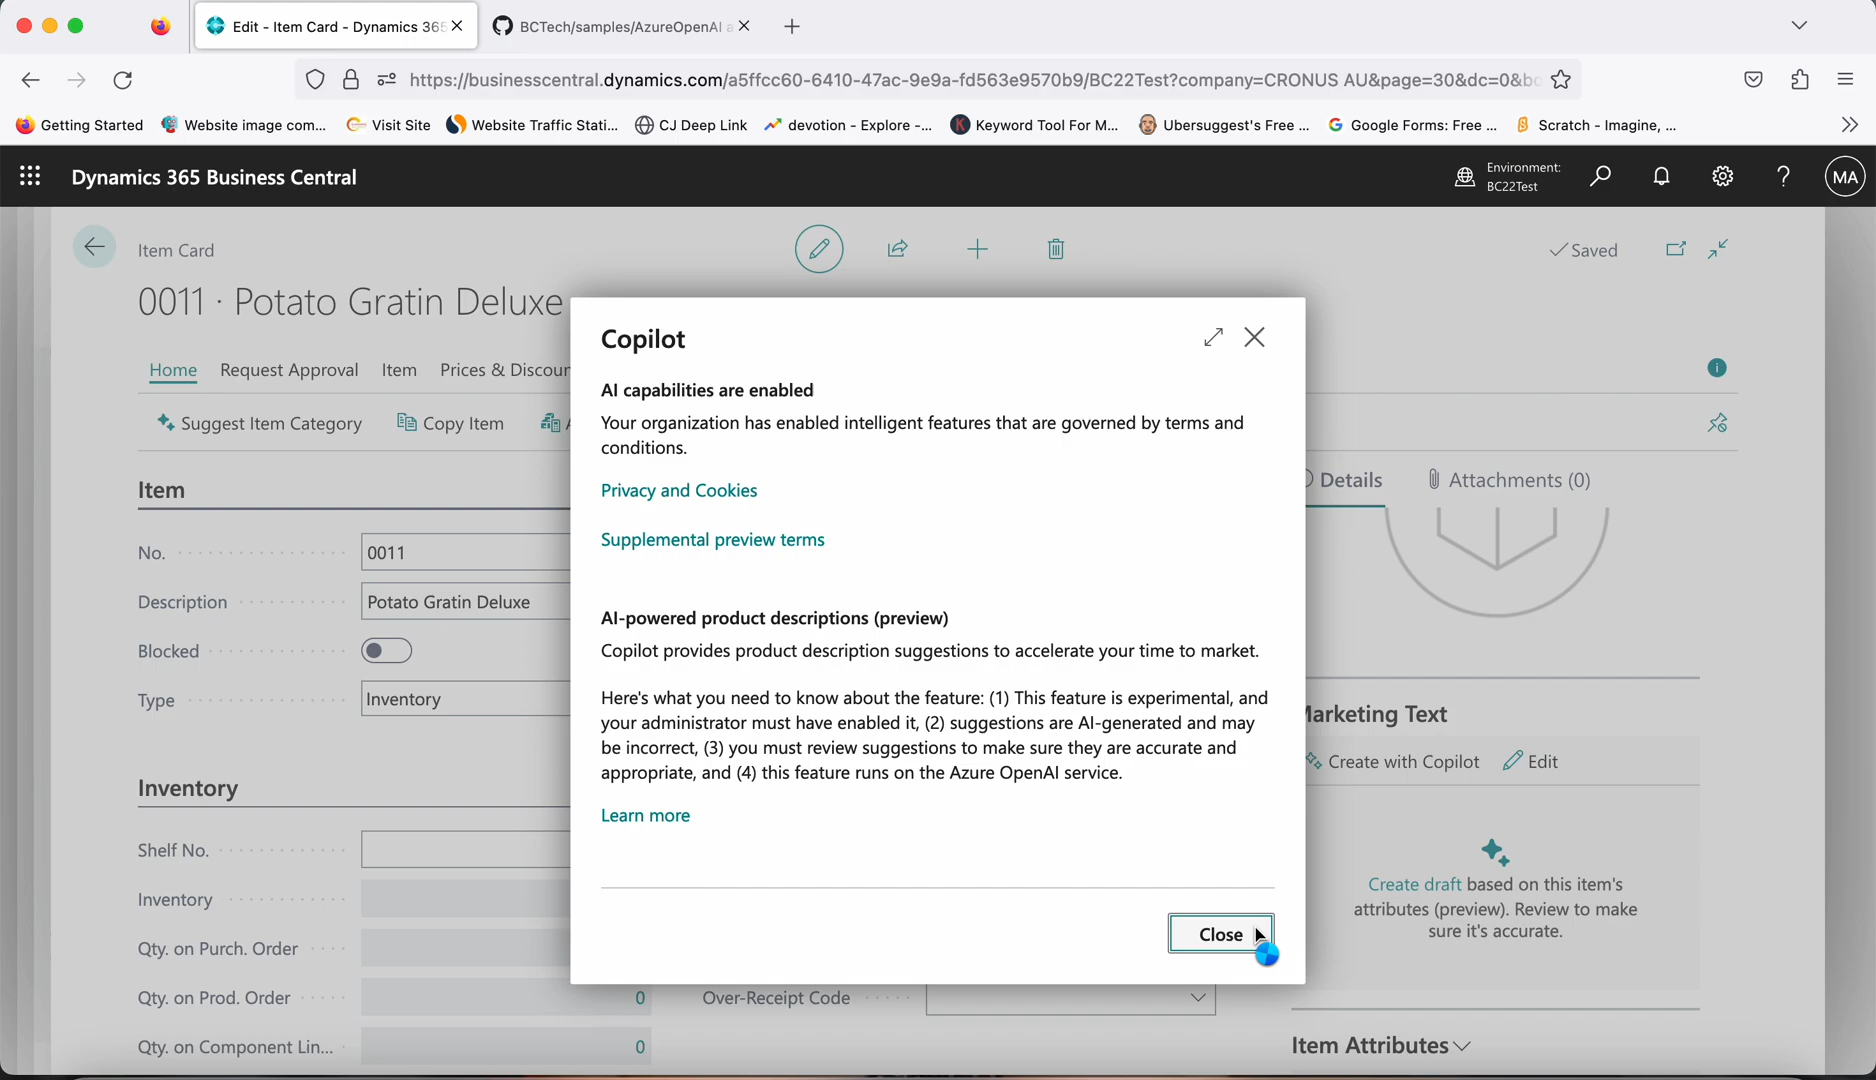 Edit - Item Card - Dynamics 365
BCTech/samples/AzureOpenAI a
https://businesscentral.dynamics.com/a5ffcc60-6410-47ac-9e9a-fd563e9570b9/BC22Test?company=CRONUS AU&page=30&dc=0&bo
Getting Started
Website image com...
Visit Site
Website Traffic Stati...
CJ Deep Link
devotion - Explore -...
Keyword Tool For M...
Ubersuggest's Free ...
Google Forms: Free ...
Scratch - Imagine, ...
Dynamics 365 Business Central
Environment:
BC22Test
MA
Item Card
Saved
0011 · Potato Gratin Deluxe
Home
Request Approval
Item
Prices & Discoun
Suggest Item Category
Copy Item
A
Item
No.
0011
Description
Potato Gratin Deluxe
Blocked
Type
Inventory
Inventory
Shelf No.
Inventory
Qty. on Purch. Order
Qty. on Prod. Order
0
Qty. on Component Lin...
0
Over-Receipt Code
Copilot
AI capabilities are enabled
Your organization has enabled intelligent features that are governed by terms and
conditions.
Privacy and Cookies
Supplemental preview terms
AI-powered product descriptions (preview)
Copilot provides product description suggestions to accelerate your time to market.
Here's what you need to know about the feature: (1) This feature is experimental, and
your administrator must have enabled it, (2) suggestions are AI-generated and may
be incorrect, (3) you must review suggestions to make sure they are accurate and
appropriate, and (4) this feature runs on the Azure OpenAI service.
Learn more
Close
Details
Attachments (0)
Marketing Text
Create with Copilot
Edit
Create draft based on this item's
attributes (preview). Review to make
sure it's accurate.
Item Attributes